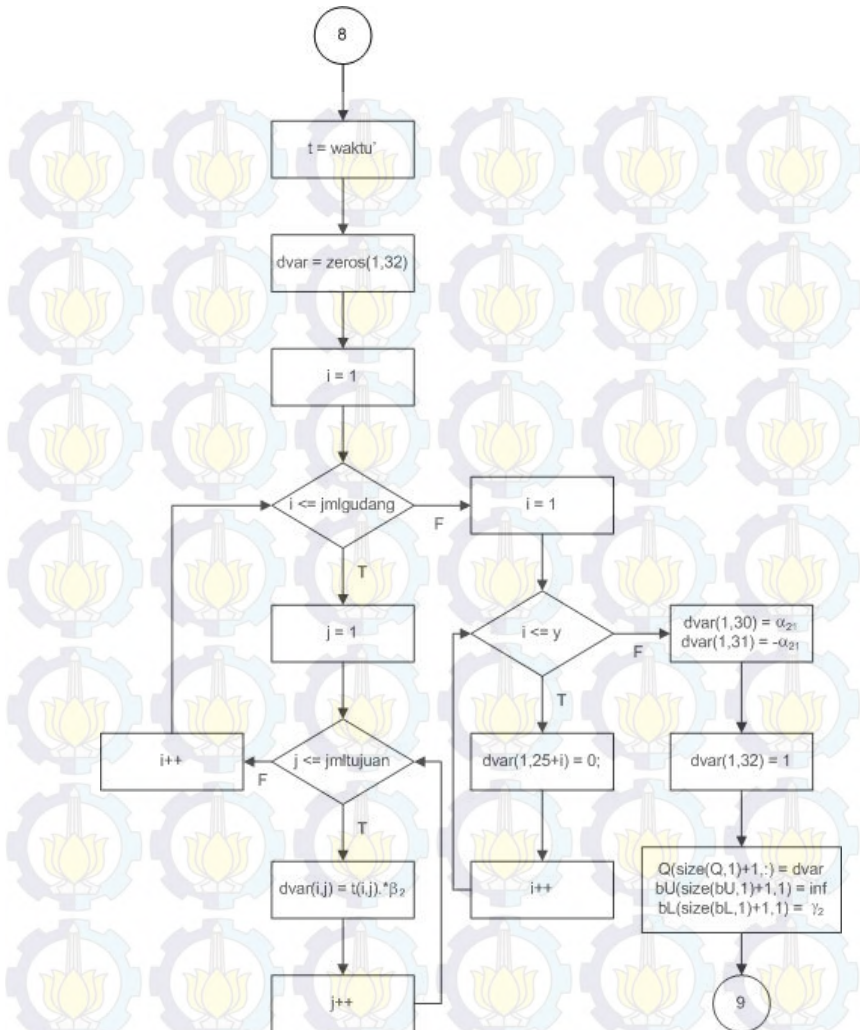 8
t = waktu'
dvar = zeros(1,32)
i = 1
i <= jmlgudang
F
i = 1
T
j = 1
i <= y
F
dvar(1,30) = α₂₁
dvar(1,31) = -α₂₁
T
i++
F
j <= jmltujuan
dvar(1,25+i) = 0;
dvar(1,32) = 1
T
dvar(i,j) = t(i,j).*β₂
i++
Q(size(Q,1)+1,:) = dvar
bU(size(bU,1)+1,1) = inf
bL(size(bL,1)+1,1) = γ₂
j++
9